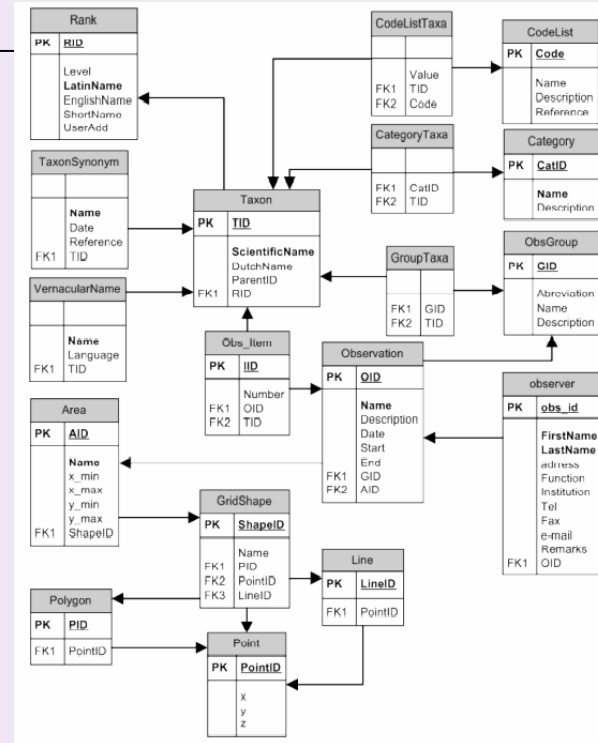 Rank
PK RID
Level
LatinName
EnglishName
ShortName
UserAdd
TaxonSynonym
Name
Date
Reference
FK1 TID
VernacularName
Name
Language
FK1 TID
Taxon
PK TID
ScientificName
DutchName
ParentID
FK1 RID
CodeListTaxa
Value
FK1 TID
FK2 Code
CodeList
PK Code
Name
Description
Reference
CategoryTaxa
FK1 CatID
FK2 TID
Category
PK CatID
Name
Description
GroupTaxa
FK1 GID
FK2 TID
ObsGroup
PK GID
Abreviation
Name
Description
Obs_Item
PK IID
Number
FK1 OID
FK2 TID
Observation
PK OID
Name
Description
Date
Start
End
FK1 GID
FK2 AID
observer
PK obs_id
FirstName
LastName
adrress
Function
Institution
Tel
Fax
e-mail
Remarks
FK1 OID
Area
PK AID
Name
x_min
x_max
y_min
y_max
FK1 ShapeID
GridShape
PK ShapeID
Name
FK1 PID
FK2 PointID
FK3 LineID
Line
PK LineID
FK1 PointID
Polygon
PK PID
FK1 PointID
Point
PK PointID
x
y
z